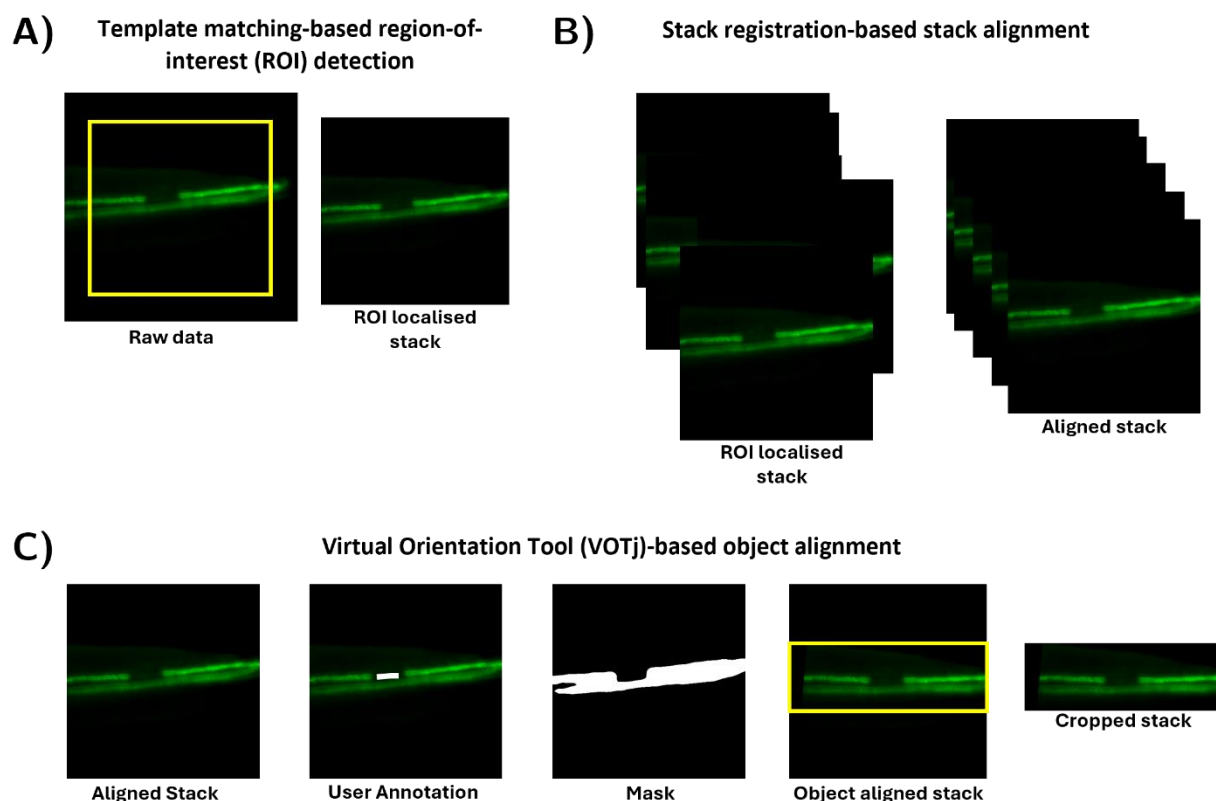 A)
Template matching-based region-of-
interest (ROI) detection
Raw data
ROI localised
stack
B)
Stack registration-based stack alignment
ROI localised
stack
Aligned stack
C)
Virtual Orientation Tool (VOTj)-based object alignment
Aligned Stack
User Annotation
Mask
Object aligned stack
Cropped stack